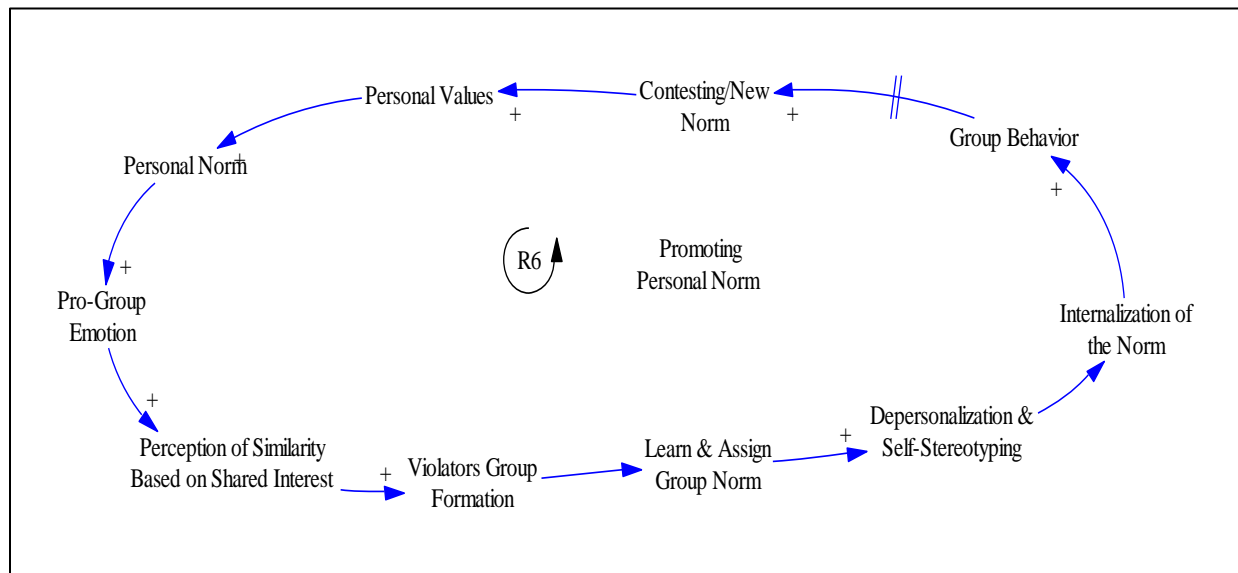 Personal Values
+
Contesting/New
Norm
+
Group Behavior
+
Personal Norm
+
R6
Promoting
Personal Norm
+
Pro-Group
Emotion
Internalization of
the Norm
+
Perception of Similarity
Based on Shared Interest
+
Violators Group
Formation
Learn & Assign
Group Norm
+
Depersonalization &
Self-Stereotyping